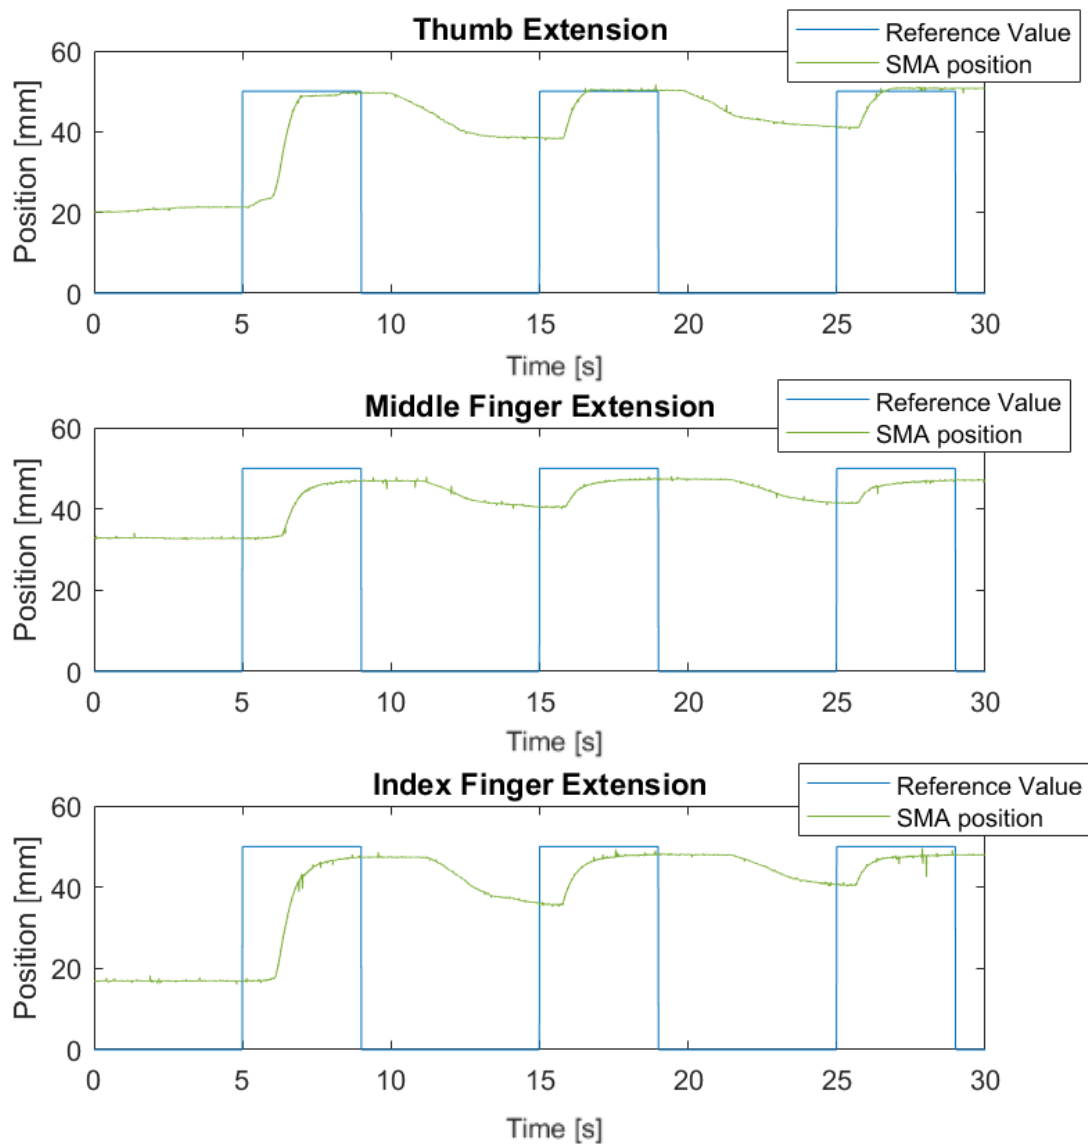 Thumb Extension
Reference Value
SMA position
Position [mm]
60
40
20
0
0 5 10 15 20 25 30
Time [s]
Middle Finger Extension
Reference Value
SMA position
Position [mm]
60
40
20
0
0 5 10 15 20 25 30
Time [s]
Index Finger Extension
Reference Value
SMA position
Position [mm]
60
40
20
0
0 5 10 15 20 25 30
Time [s]